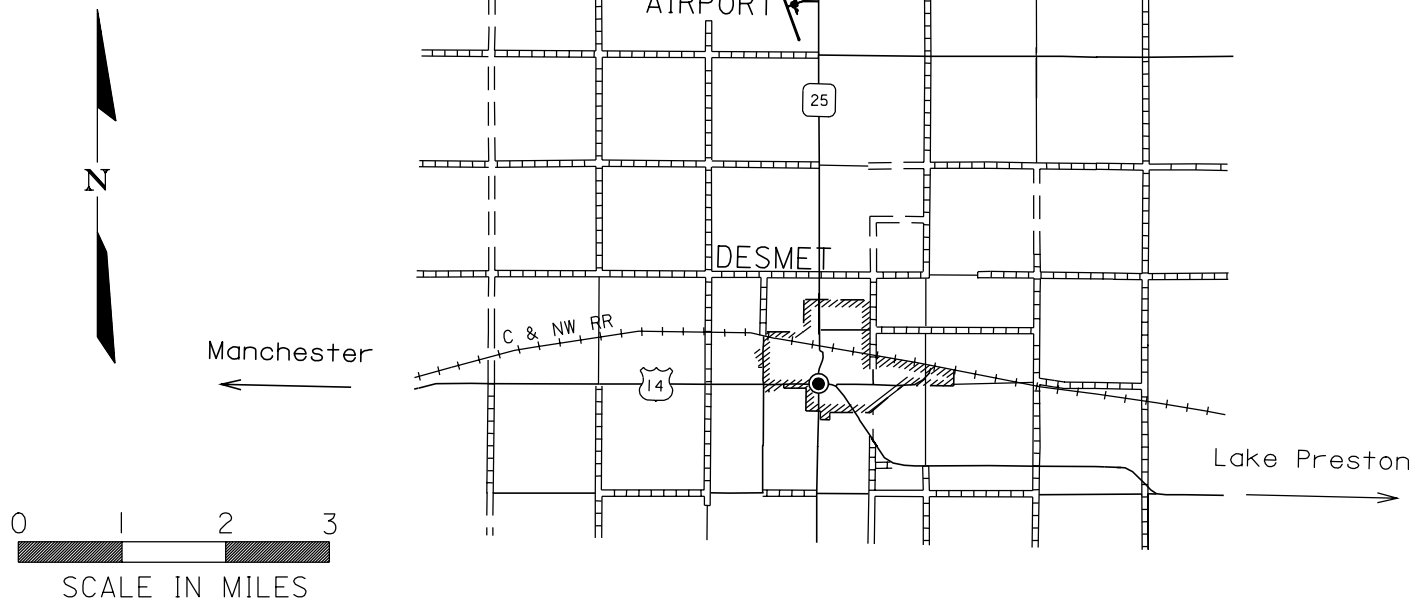 AIRPORT
25
N
DESMET
C & NW RR
Manchester
14
Lake Preston
0 1 2 3
SCALE IN MILES